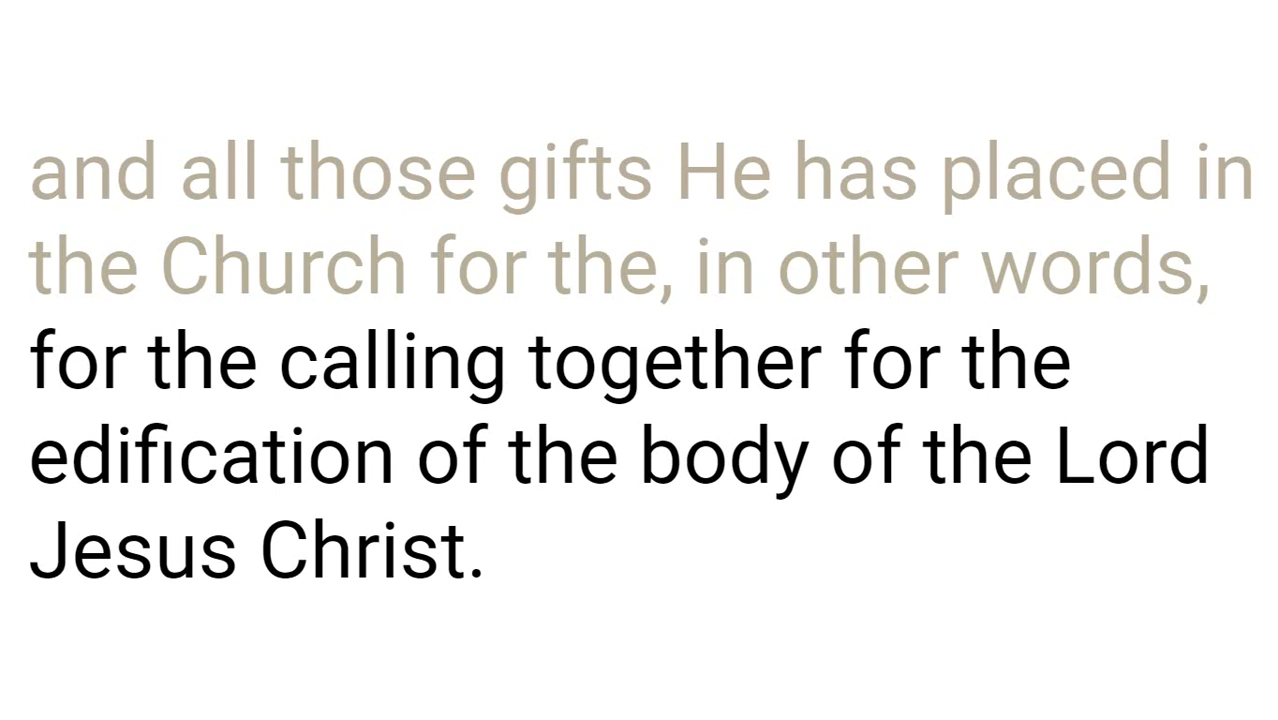 and all those gifts He has placed in
the Church for the, in other words,
for the calling together for the
edification of the body of the Lord
Jesus Christ.